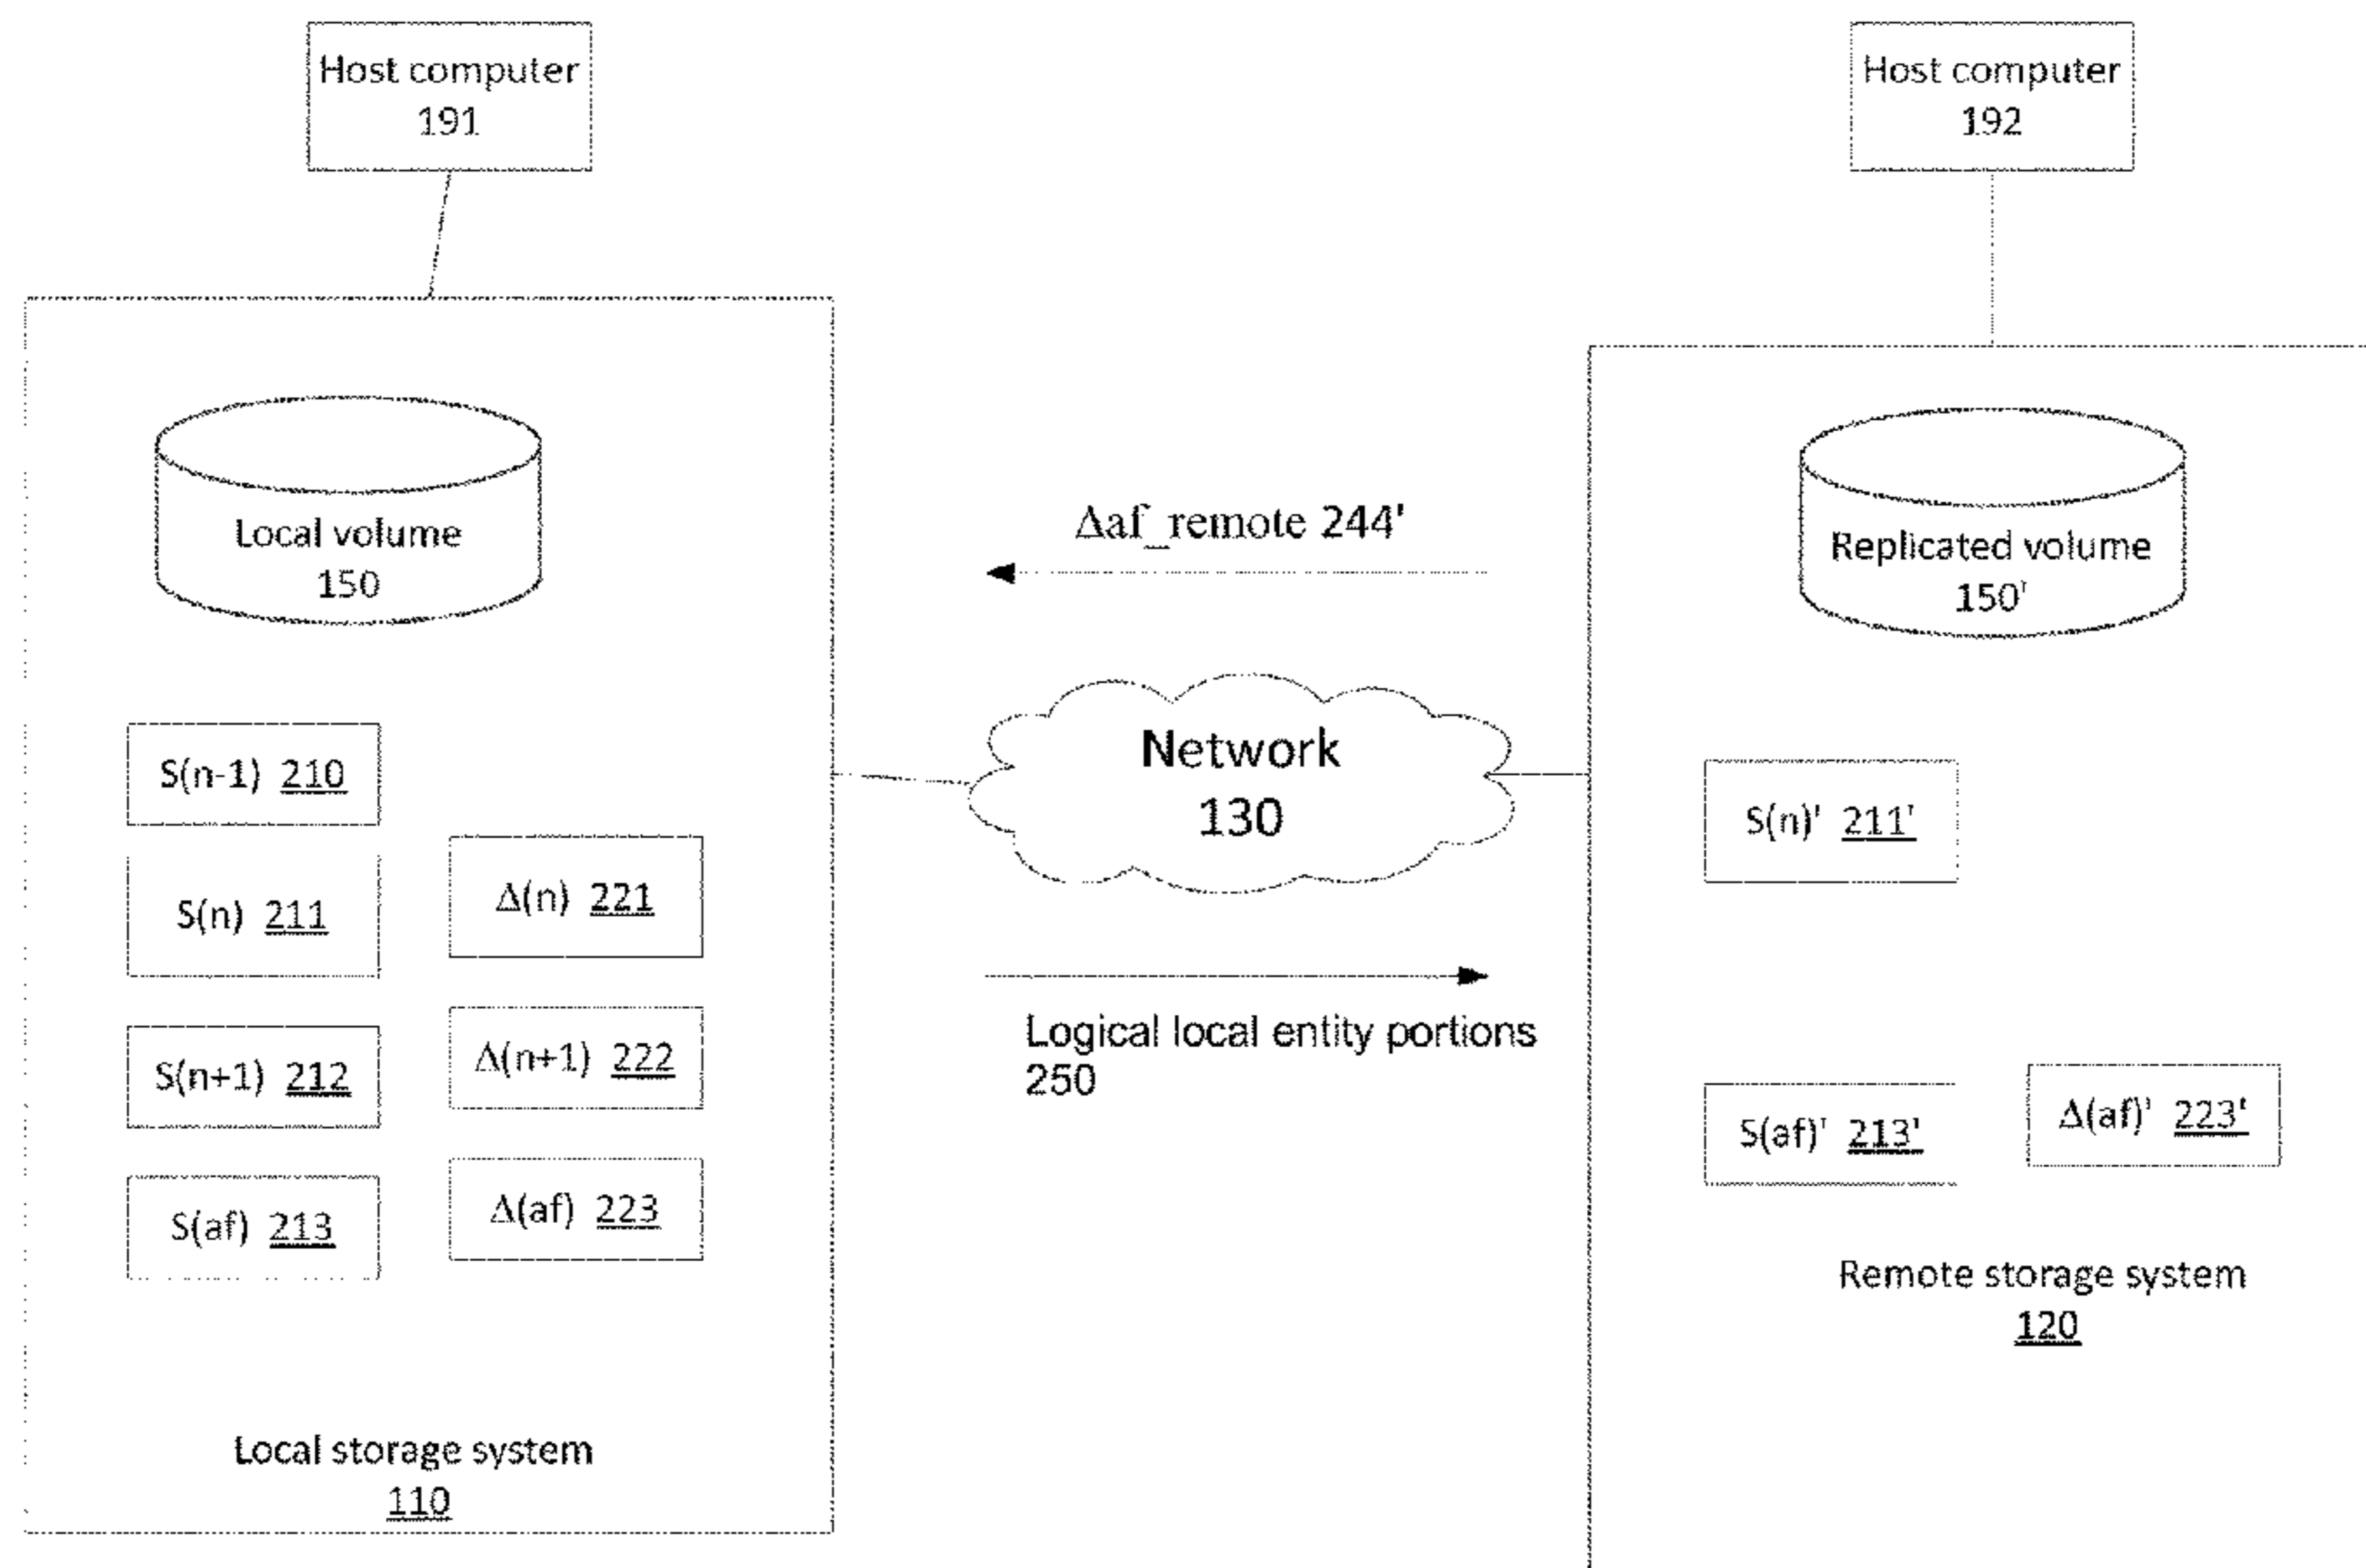 Host computer
191
Host computer
192
Local volume
150
Δaf_remote 244'
Replicated volume
150'
Network
130
S(n-1) 210
S(n) 211
Δ(n) 221
S(n+1) 212
Δ(n+1) 222
S(af) 213
Δ(af) 223
Logical local entity portions
250
S(n)' 211'
S(af)' 213'
Δ(af)' 223'
Local storage system
110
Remote storage system
120